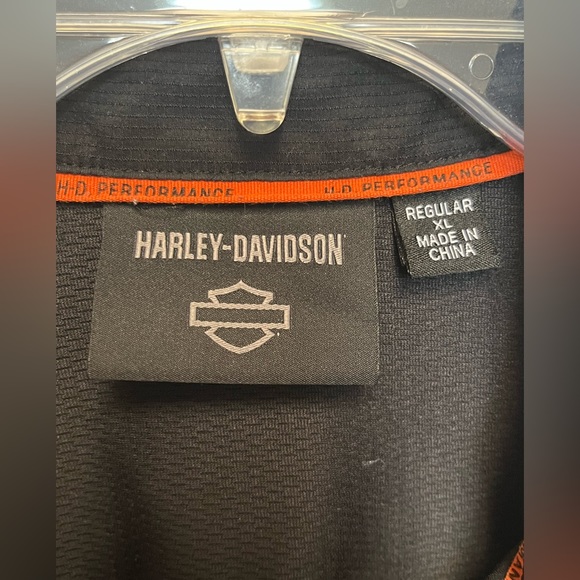 H-D. PERFORMANCE H-D. PERFORMANCE
HARLEY-DAVIDSON
REGULAR
XL
MADE IN
CHINA